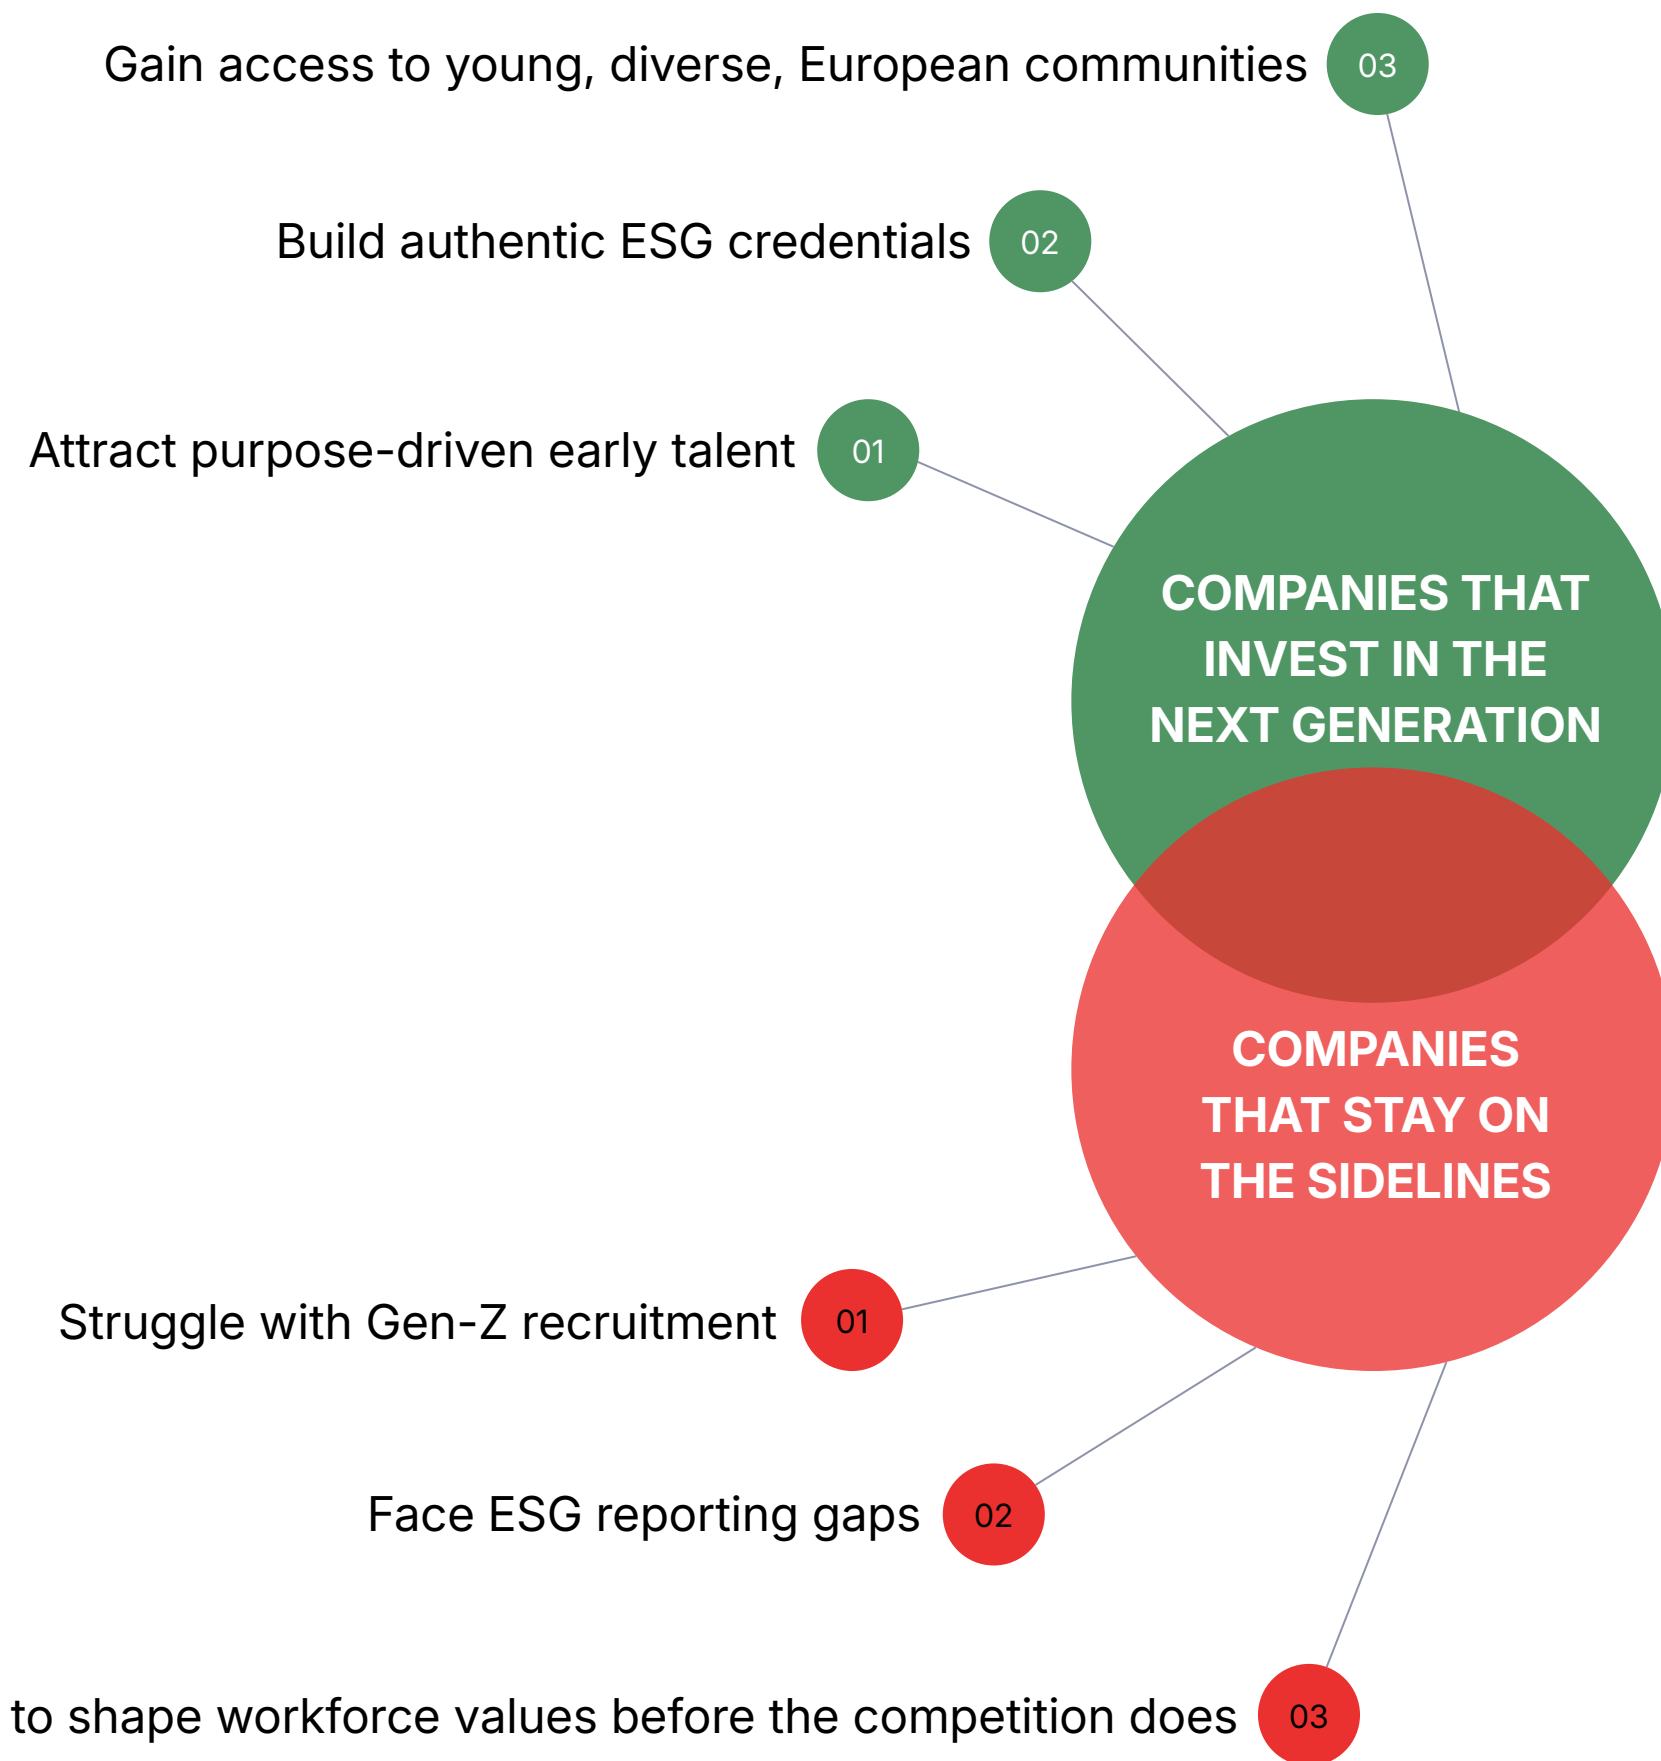 Gain access to young, diverse, European communities 03
Build authentic ESG credentials 02
Attract purpose-driven early talent 01
COMPANIES THAT
INVEST IN THE
NEXT GENERATION
COMPANIES
THAT STAY ON
THE SIDELINES
Struggle with Gen-Z recruitment 01
Face ESG reporting gaps 02
to shape workforce values before the competition does 03